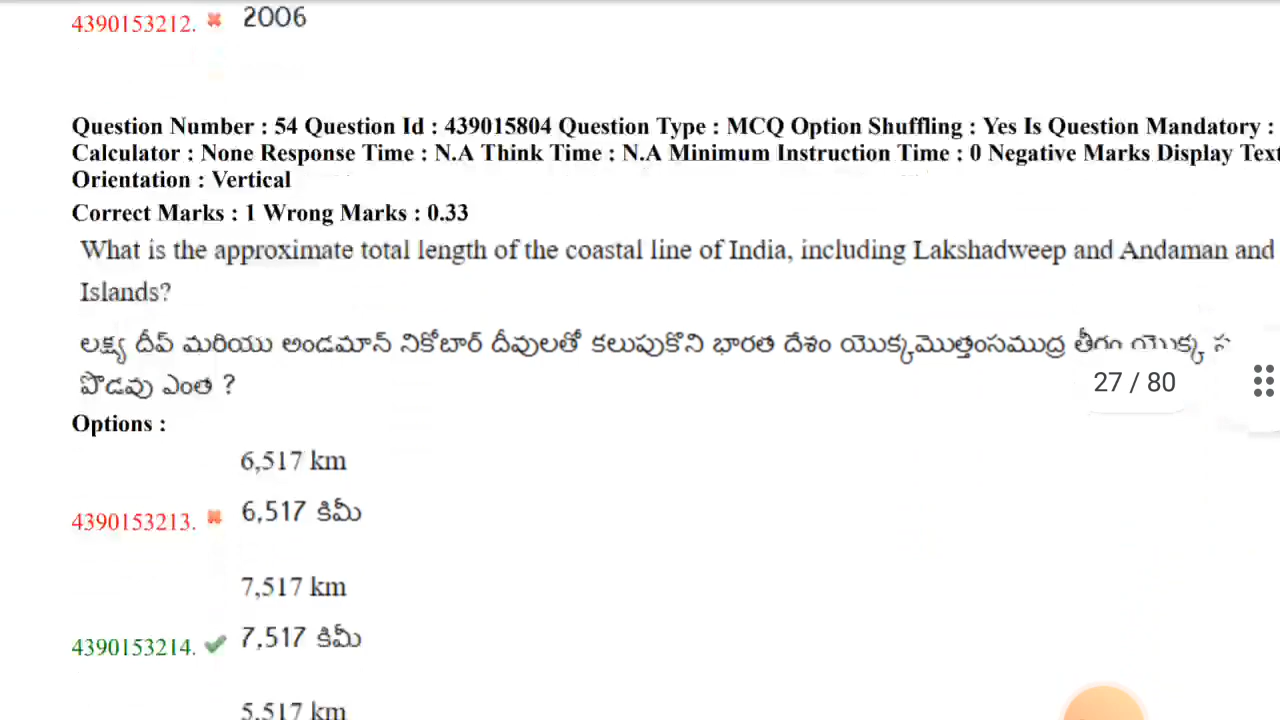 4390153212. 2006
Question Number : 54 Question Id : 439015804 Question Type : MCQ Option Shuffling : Yes Is Question Mandatory :
Calculator : None Response Time : N.A Think Time : N.A Minimum Instruction Time : 0 Negative Marks Display Text
Orientation : Vertical
Correct Marks : 1 Wrong Marks : 0.33
What is the approximate total length of the coastal line of India, including Lakshadweep and Andaman and
Islands?
లక్ష్య దీప్ మరియు అండమాన్ నికోబార్ దీవులతో కలుపుకొని భారత దేశం యొక్కమొత్తంసముద్ర తీరం యొక్క
పొడవు ఎంత ?
27 / 80
Options :
6,517 km
4390153213. 6,517 కిమీ
7,517 km
4390153214. 7,517 కిమీ
5,517 km